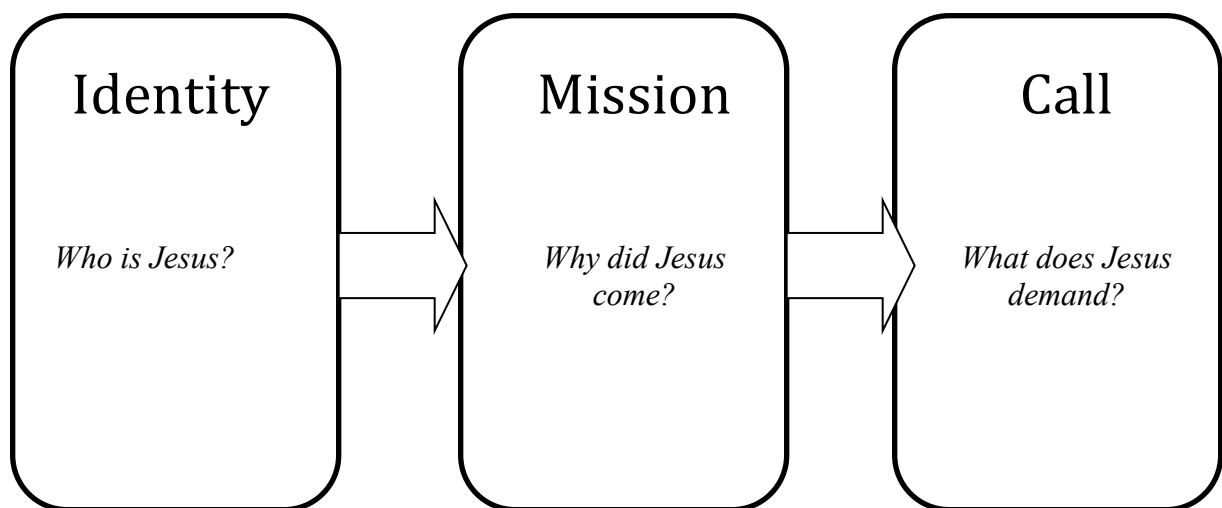 Identity
Who is Jesus?
Mission
Why did Jesus
come?
Call
What does Jesus
demand?